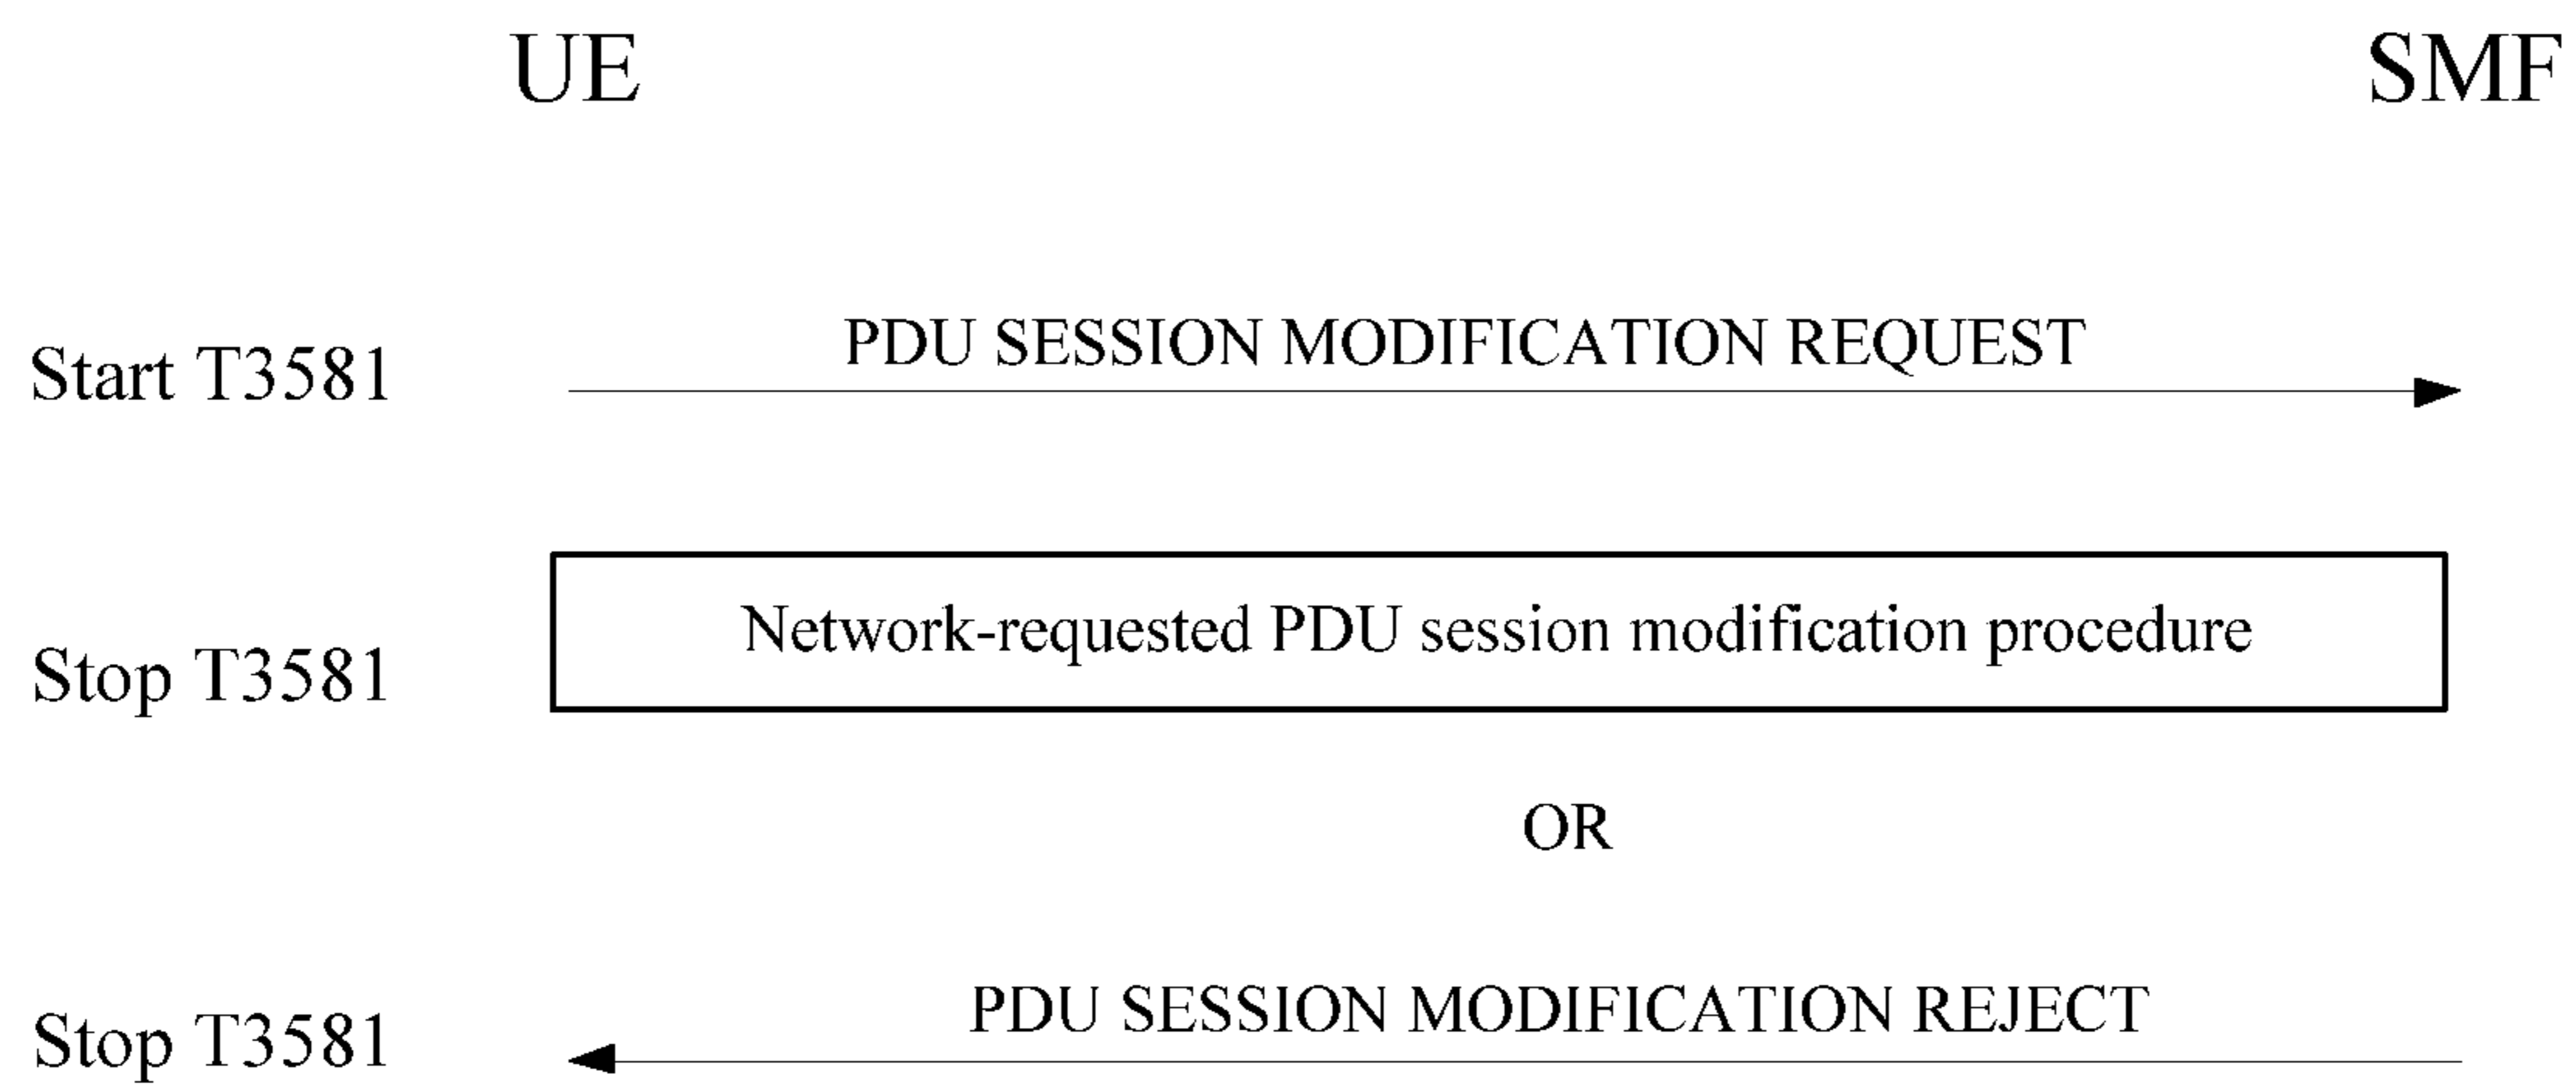 UE SMF
PDU SESSION MODIFICATION REQUEST
Start T3581
Network-requested PDU session modification procedure
Stop T3581
OR
PDU SESSION MODIFICATION REJECT
Stop T3581